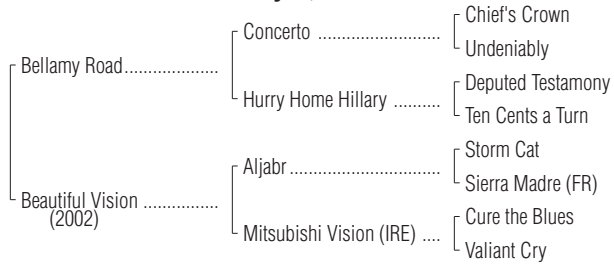 Chief's Crown
Concerto ........................
Undeniably
Bellamy Road...................
Deputed Testamony
Hurry Home Hillary ..........
Ten Cents a Turn
Storm Cat
Aljabr..............................
Sierra Madre (FR)
Beautiful Vision ...............
(2002)
Cure the Blues
Mitsubishi Vision (IRE) ....
Valiant Cry